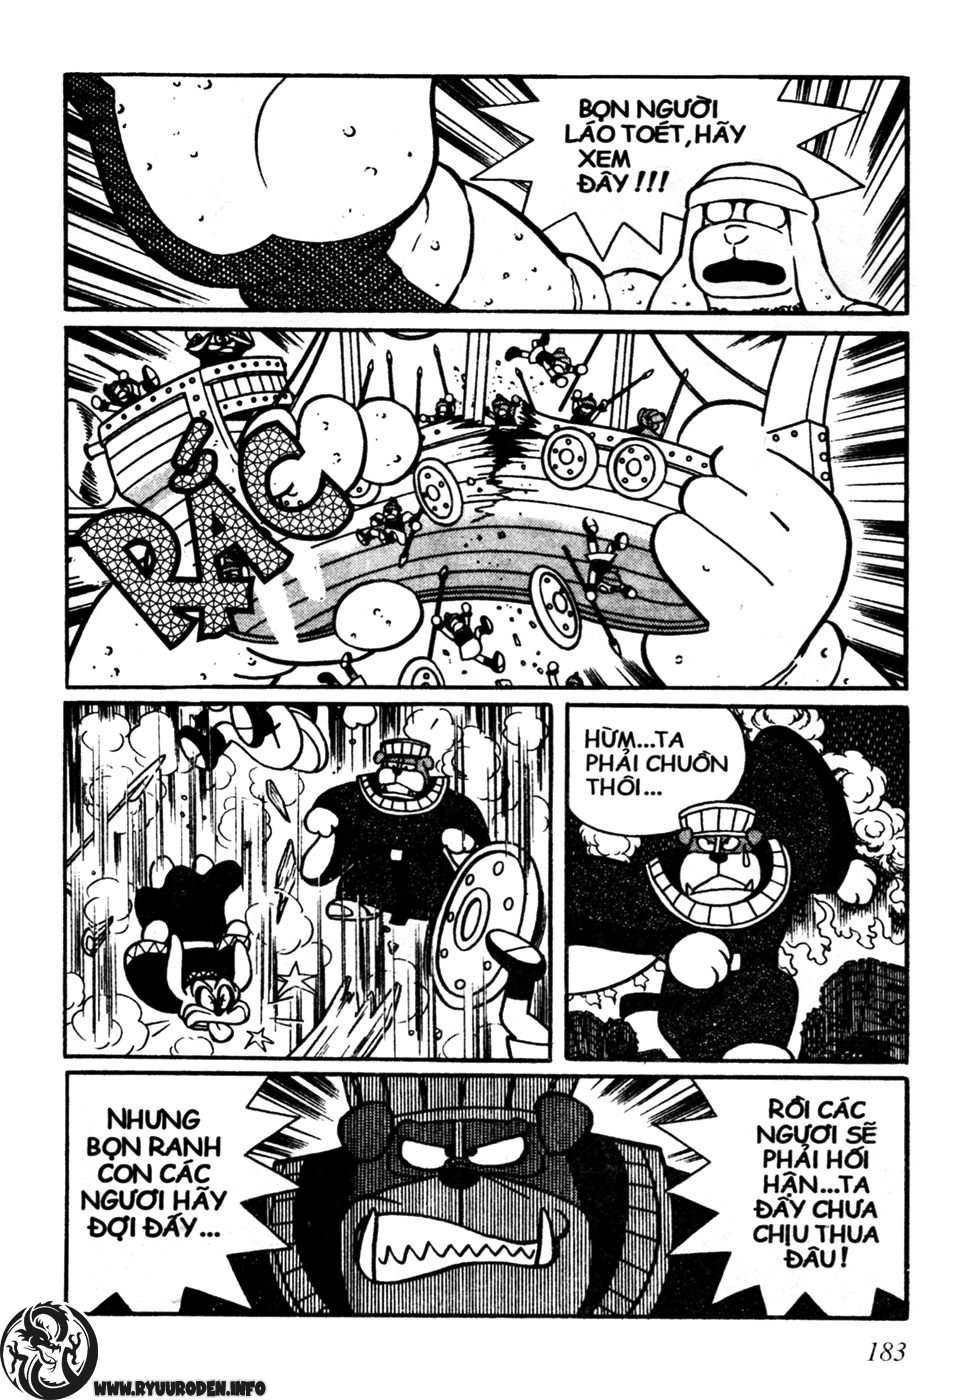 BỌN NGƯỜI
LÁO TOÉT, HÃY
XEM
ĐÂY !!!
RẮC
HỪM...TA
PHẢI CHUỒN
THÔI...
NHƯNG
BỌN RANH
CON CÁC
NGƯƠI HÃY
ĐỢI ĐẤY...
RỒI CÁC
NGƯƠI SẼ
PHẢI HỐI
HẬN...TA
ĐÂY CHƯA
CHỊU THUA
ĐÂU!
183
WWW.RYUURODEN.INFO